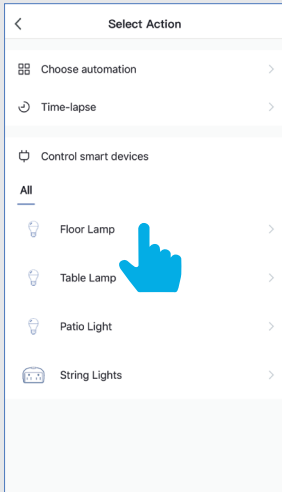 Select Action
Choose automation
Time-lapse
Control smart devices
All
Floor Lamp
Table Lamp
Patio Light
String Lights